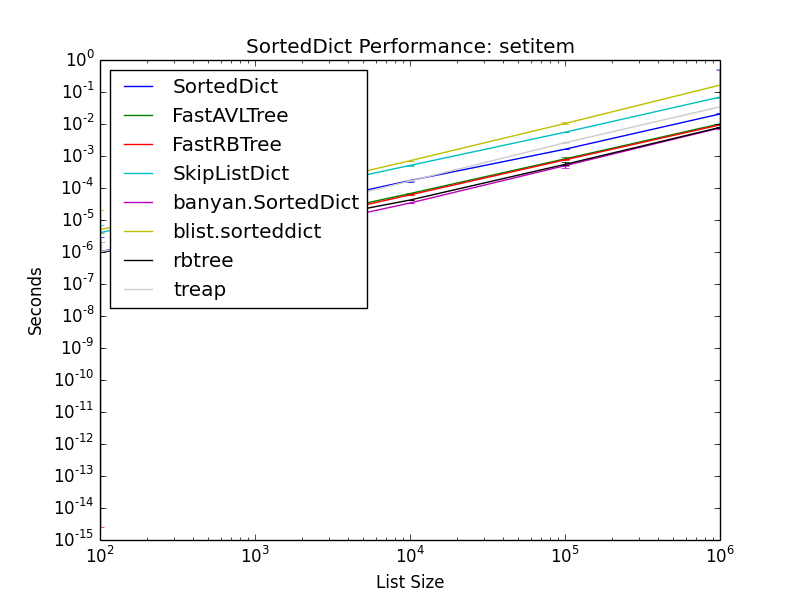 SortedDict Performance: setitem
SortedDict
FastAVLTree
FastRBTree
SkipListDict
banyan.SortedDict
blist.sorteddict
rbtree
treap
Seconds
10^0
10^-1
10^-2
10^-3
10^-4
10^-5
10^-6
10^-7
10^-8
10^-9
10^-10
10^-11
10^-12
10^-13
10^-14
10^-15
10^2 10^3 10^4 10^5 10^6
List Size